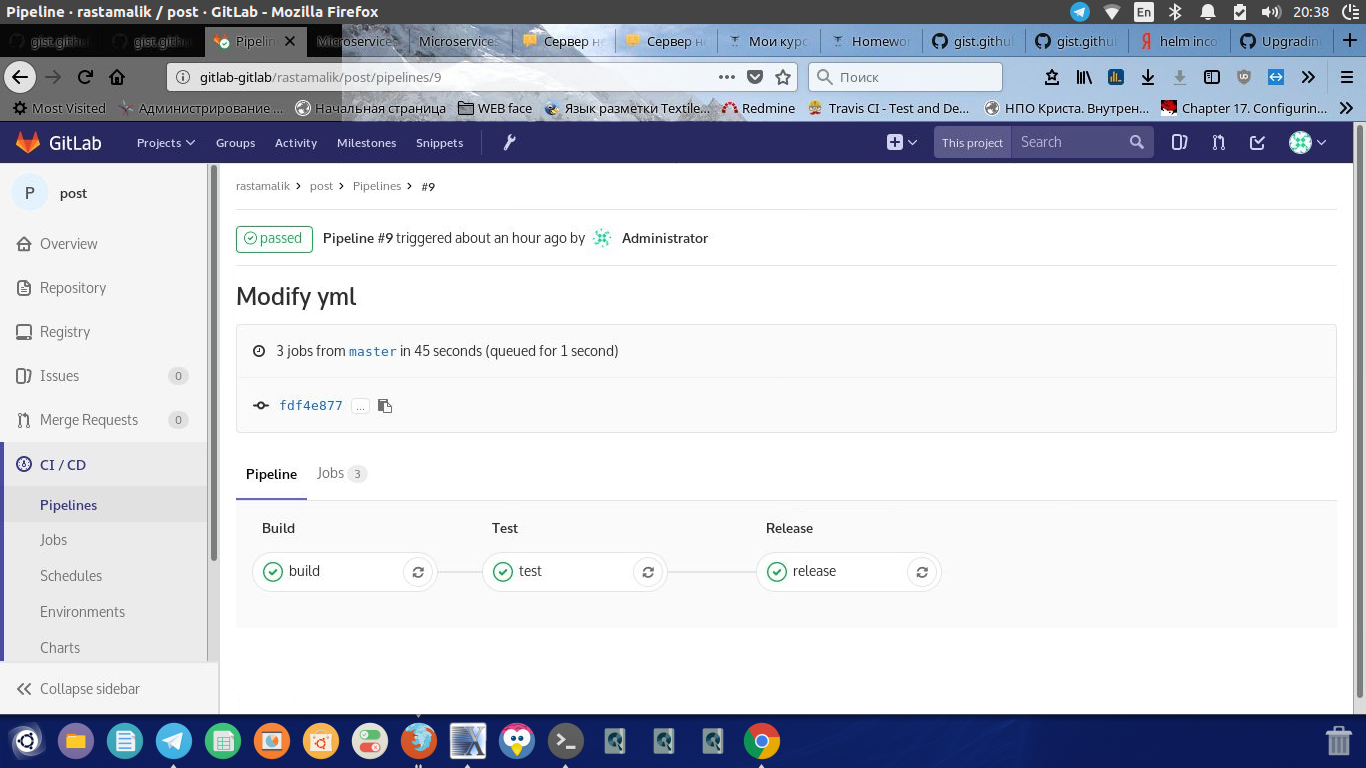 Pipeline · rastamalik / post · GitLab - Mozilla Firefox
En
20:38
gist.githu
gist.githu
Pipelin
Microservice
Microservices
Сервер не
Сервер не
Мои курс
Homewor
gist.githu
gist.githu
helm inco
Upgrading
gitlab-gitlab/rastamalik/post/pipelines/9
Поиск
Most Visited
Администрирование ...
Начальная страница
WEB face
Язык разметки Textile...
Redmine
Travis CI - Test and De...
НПО Криста. Внутрен...
Chapter 17. Configurin...
GitLab
Projects
Groups
Activity
Milestones
Snippets
This project
Search
P
post
Overview
Repository
Registry
Issues 0
Merge Requests 0
CI / CD
Pipelines
Jobs
Schedules
Environments
Charts
Collapse sidebar
rastamalik > post > Pipelines > #9
passed Pipeline #9 triggered about an hour ago by Administrator
Modify yml
3 jobs from master in 45 seconds (queued for 1 second)
fdf4e877 ...
Pipeline Jobs 3
Build Test Release
build test release